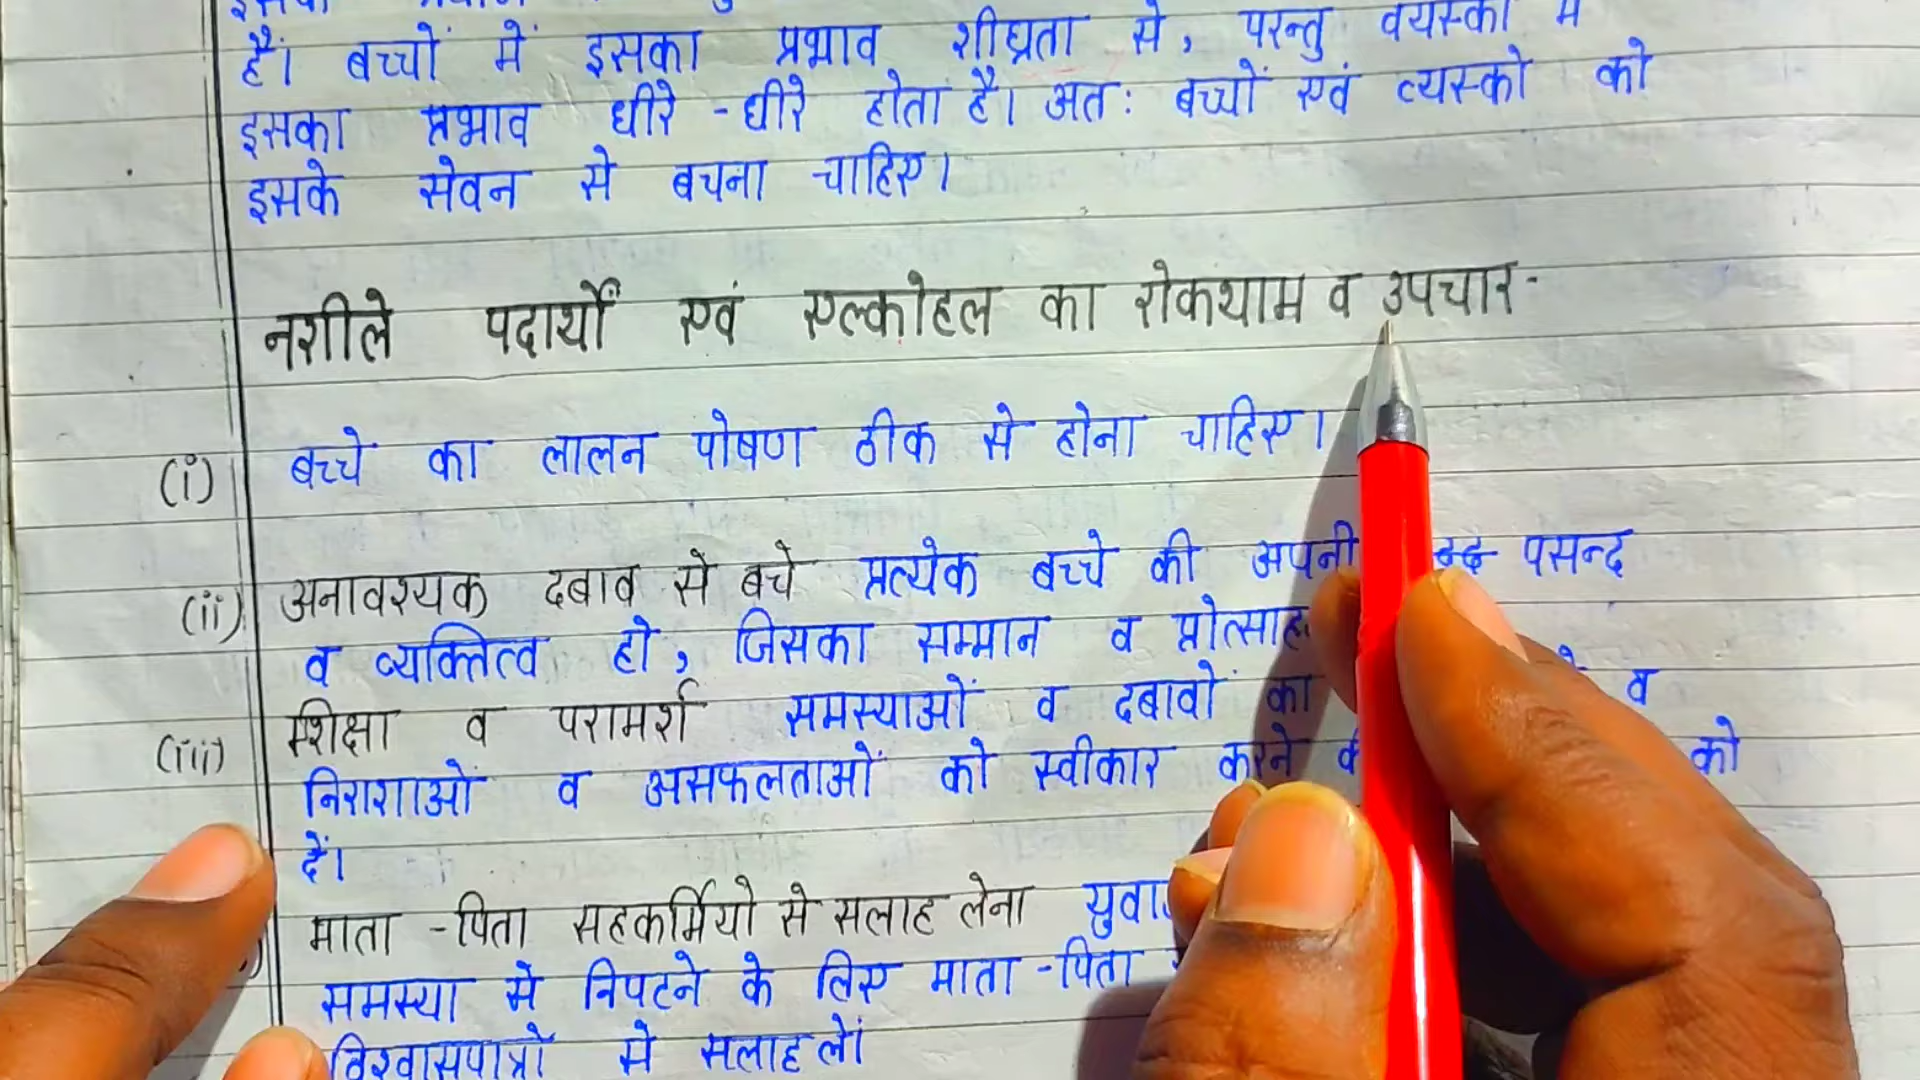 हैं। बच्चों में इसका प्रभाव शीघ्रता से, परन्तु वयस्को में
इसका प्रभाव धीरे -धीरे होता है। अतः बच्चों एवं व्यस्को को
इसके सेवन से बचना चाहिए।
नशीले पदार्थों एवं एल्कोहल का रोकथाम व उपचार-
(i) बच्चे का लालन पोषण ठीक से होना चाहिए।
(ii) अनावश्यक दबाव से बचे प्रत्येक बच्चे की अपनी पसन्द
व व्यक्तित्व हो, जिसका सम्मान व
(iii) शिक्षा व परामर्श समस्याओं व दबावों का व
निराशाओं व असफलताओं को स्वीकार करने को
दें।
माता -पिता सहकर्मियो से सलाह लेना
समस्या से निपटने के लिए माता -पिता
विश्वासपात्रों से सलाह लें।